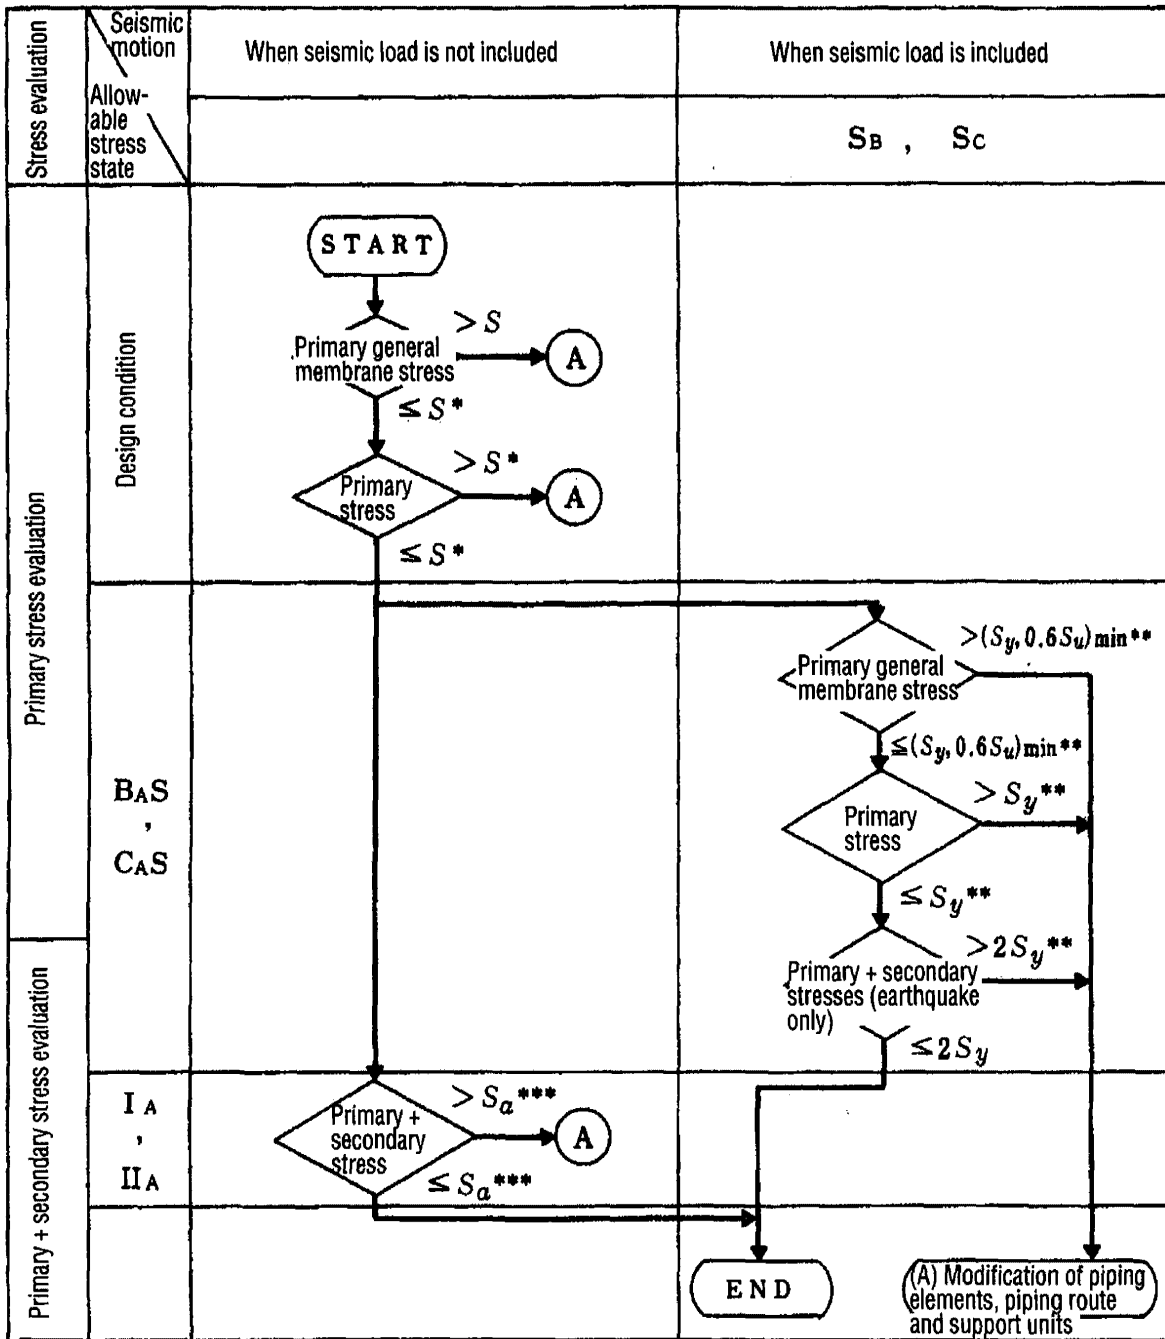 Stress evaluation
Seismic
motion
Allow-
able
stress
state
When seismic load is not included
When seismic load is included
SB , SC
Primary stress evaluation
Design condition
START
Primary general
membrane stress
>S
A
≦S*
Primary
stress
>S*
A
≦S*
BAS
,
CAS
Primary general
membrane stress
>(Sy, 0.6Su)min**
≦(Sy, 0.6Su)min**
Primary
stress
>Sy**
≦Sy**
Primary + secondary
stresses (earthquake
only)
>2Sy**
≦2Sy
Primary + secondary stress evaluation
IA
,
IIA
Primary +
secondary
stress
>Sa***
A
≦Sa***
END
(A) Modification of piping
elements, piping route
and support units